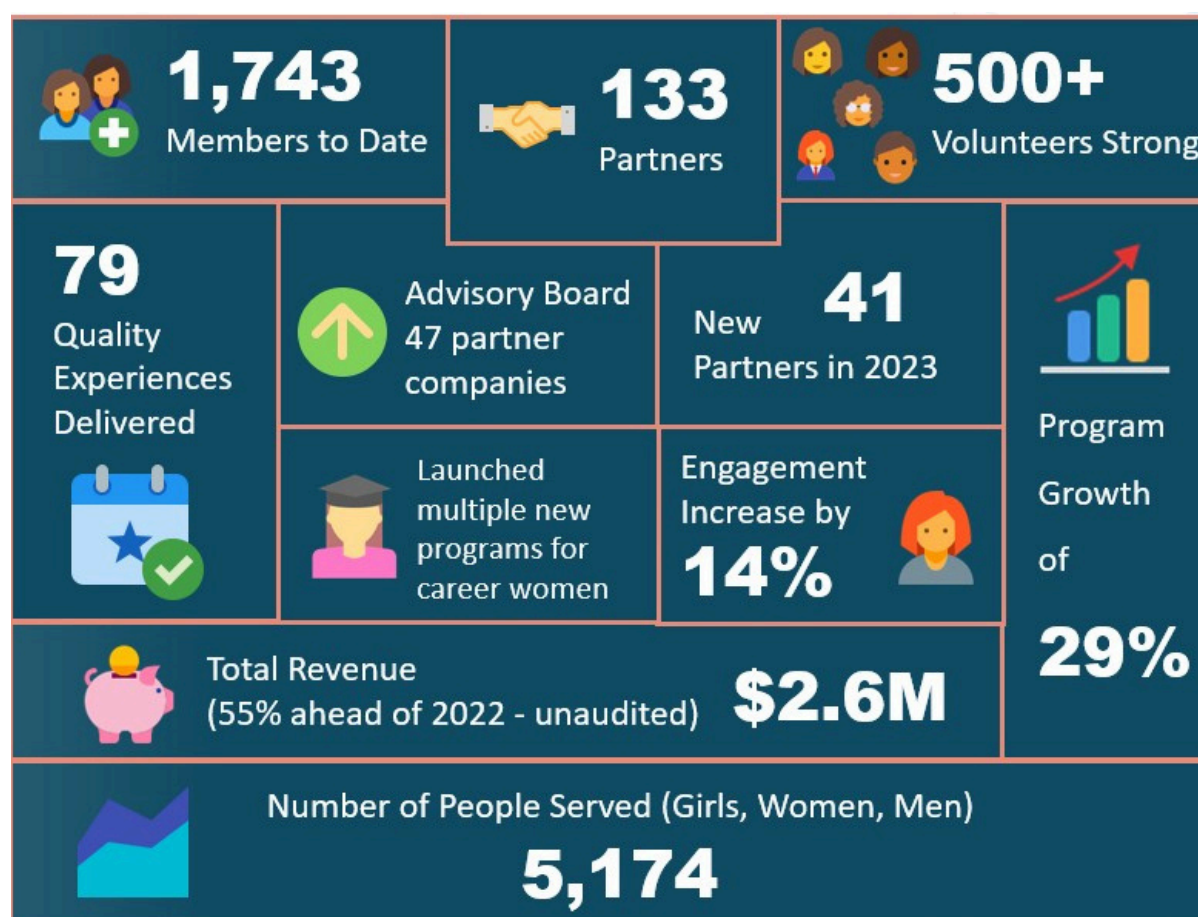 1,743
Members to Date
133
Partners
500+
Volunteers Strong
79
Quality
Experiences
Delivered
Advisory Board
47 partner
companies
41
New
Partners in 2023
Program
Growth
of
29%
Launched
multiple new
programs for
career women
Engagement
Increase by
14%
Total Revenue
(55% ahead of 2022 - unaudited)
$2.6M
Number of People Served (Girls, Women, Men)
5,174